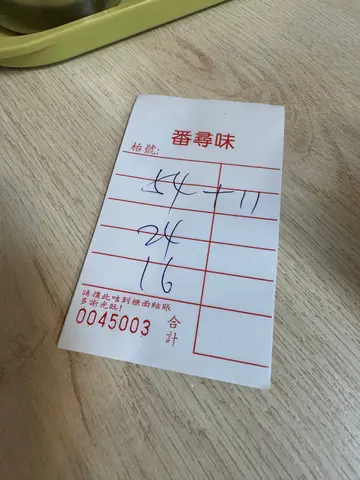 番尋味
枱號:
54 + 11
24
16
請攜此咭到櫃面結賬
多謝光臨!
0045003
合計